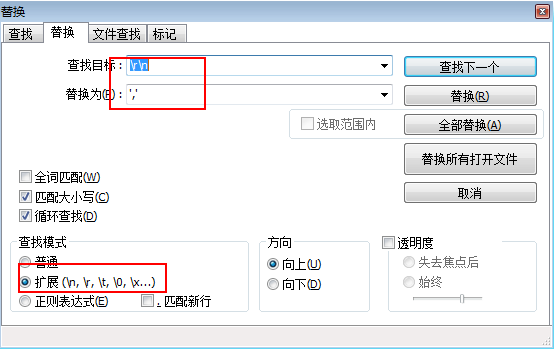 替换
查找 替换 文件查找 标记
查找目标: \r\n 查找下一个
替换为(F): ',' 替换(R)
选取范围内 全部替换(A)
替换所有打开文件
全词匹配(W) 取消
匹配大小写(C)
循环查找(D)
查找模式 方向 透明度
普通 向上(U) 失去焦点后
扩展 (\n, \r, \t, \0, \x...) 向下(D) 始终
正则表达式(E) . 匹配新行